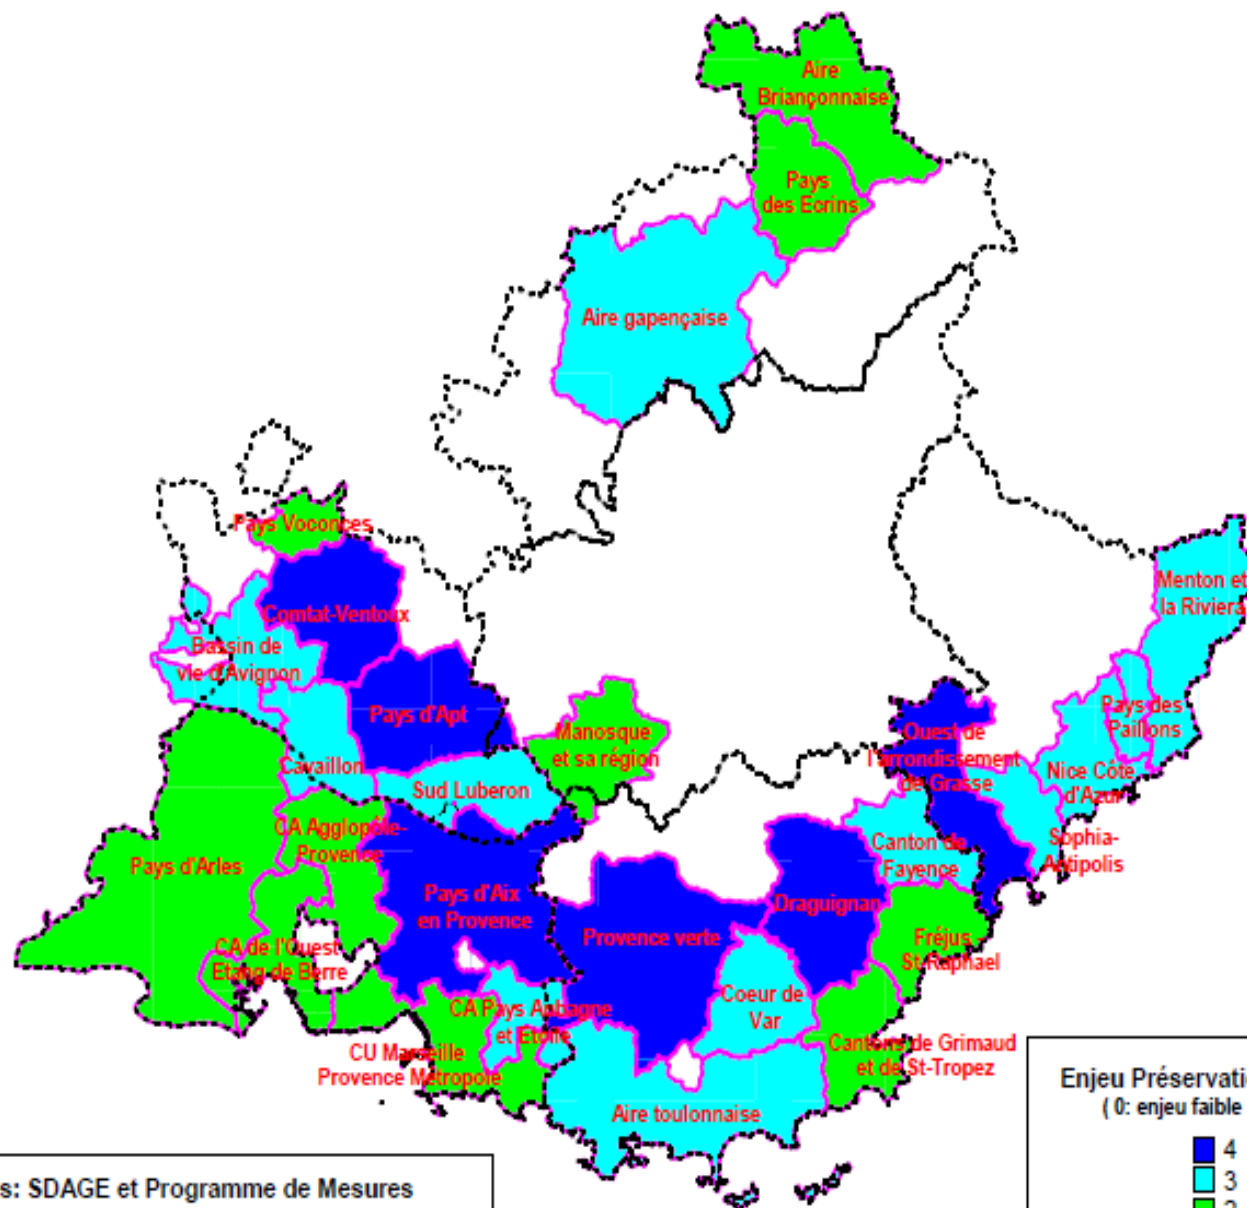 Aire
Briançonnaise
Pays
des Ecrins
Aire gapençaise
Pays Voconces
Comtat-Ventoux
Bassin de
vie d'Avignon
Pays d'Apt
Cavaillon
Sud Luberon
Manosque
et sa région
Menton et
la Riviera
Pays des
Paillons
Nice Côte
d'Azur
Ouest de
l'arrondissement
de Grasse
Sophia-
Antipolis
Canton de
Fayence
CA Agglopôle-
Provence
Pays d'Arles
Pays d'Aix
en Provence
Provence verte
Draguignan
Fréjus
St-Raphael
CA de l'Ouest
Etang de Berre
Coeur de
Var
CA Pays Aubagne
et Etoile
CU Marseille
Provence Métropole
Cantons de Grimaud
et de St-Tropez
Aire toulonnaise
Enjeu Préservati
( 0: enjeu faible
4
3
2
s: SDAGE et Programme de Mesures